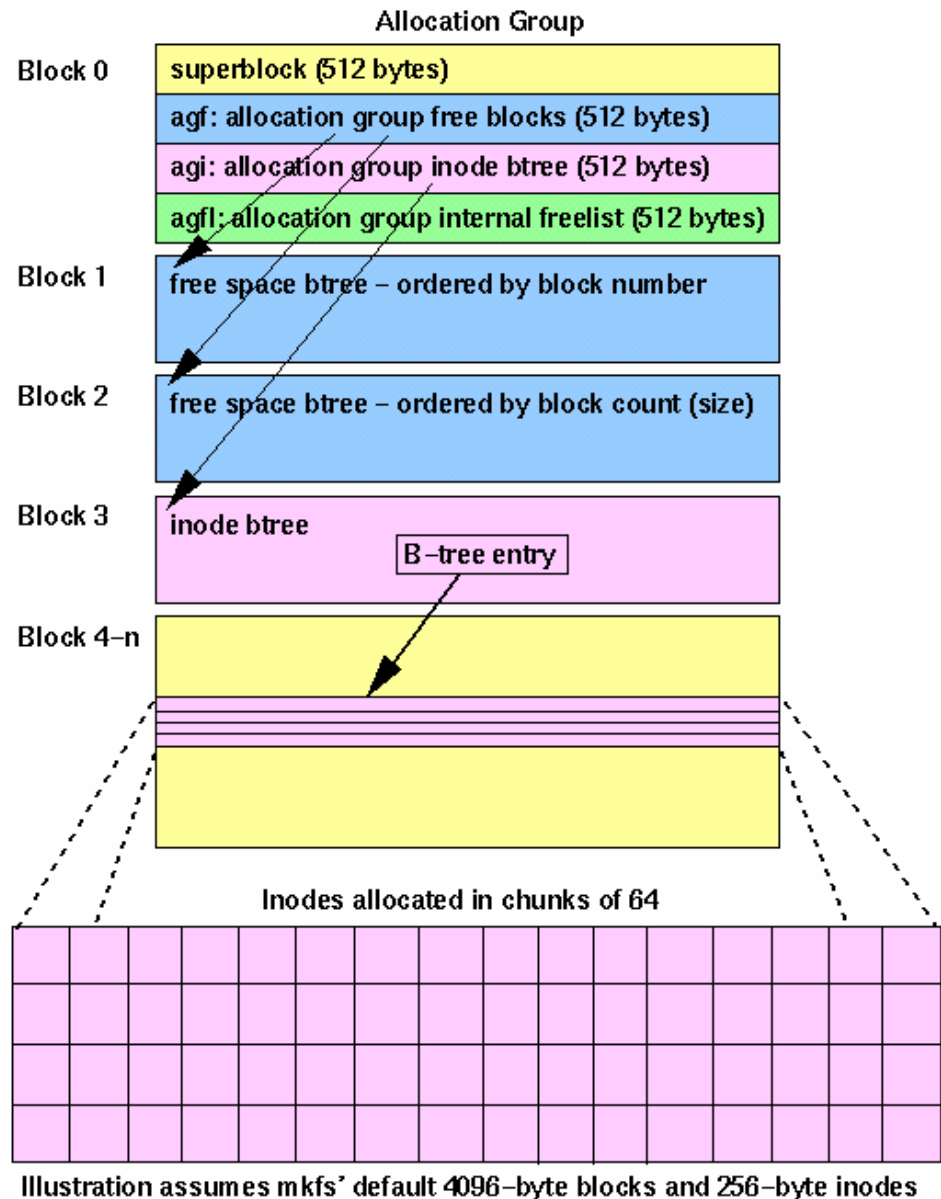 Allocation Group
Block 0
superblock (512 bytes)
agf: allocation group free blocks (512 bytes)
agi: allocation group inode btree (512 bytes)
agfl: allocation group internal freelist (512 bytes)
Block 1
free space btree – ordered by block number
Block 2
free space btree – ordered by block count (size)
Block 3
inode btree
B–tree entry
Block 4–n
Inodes allocated in chunks of 64
Illustration assumes mkfs' default 4096–byte blocks and 256–byte inodes